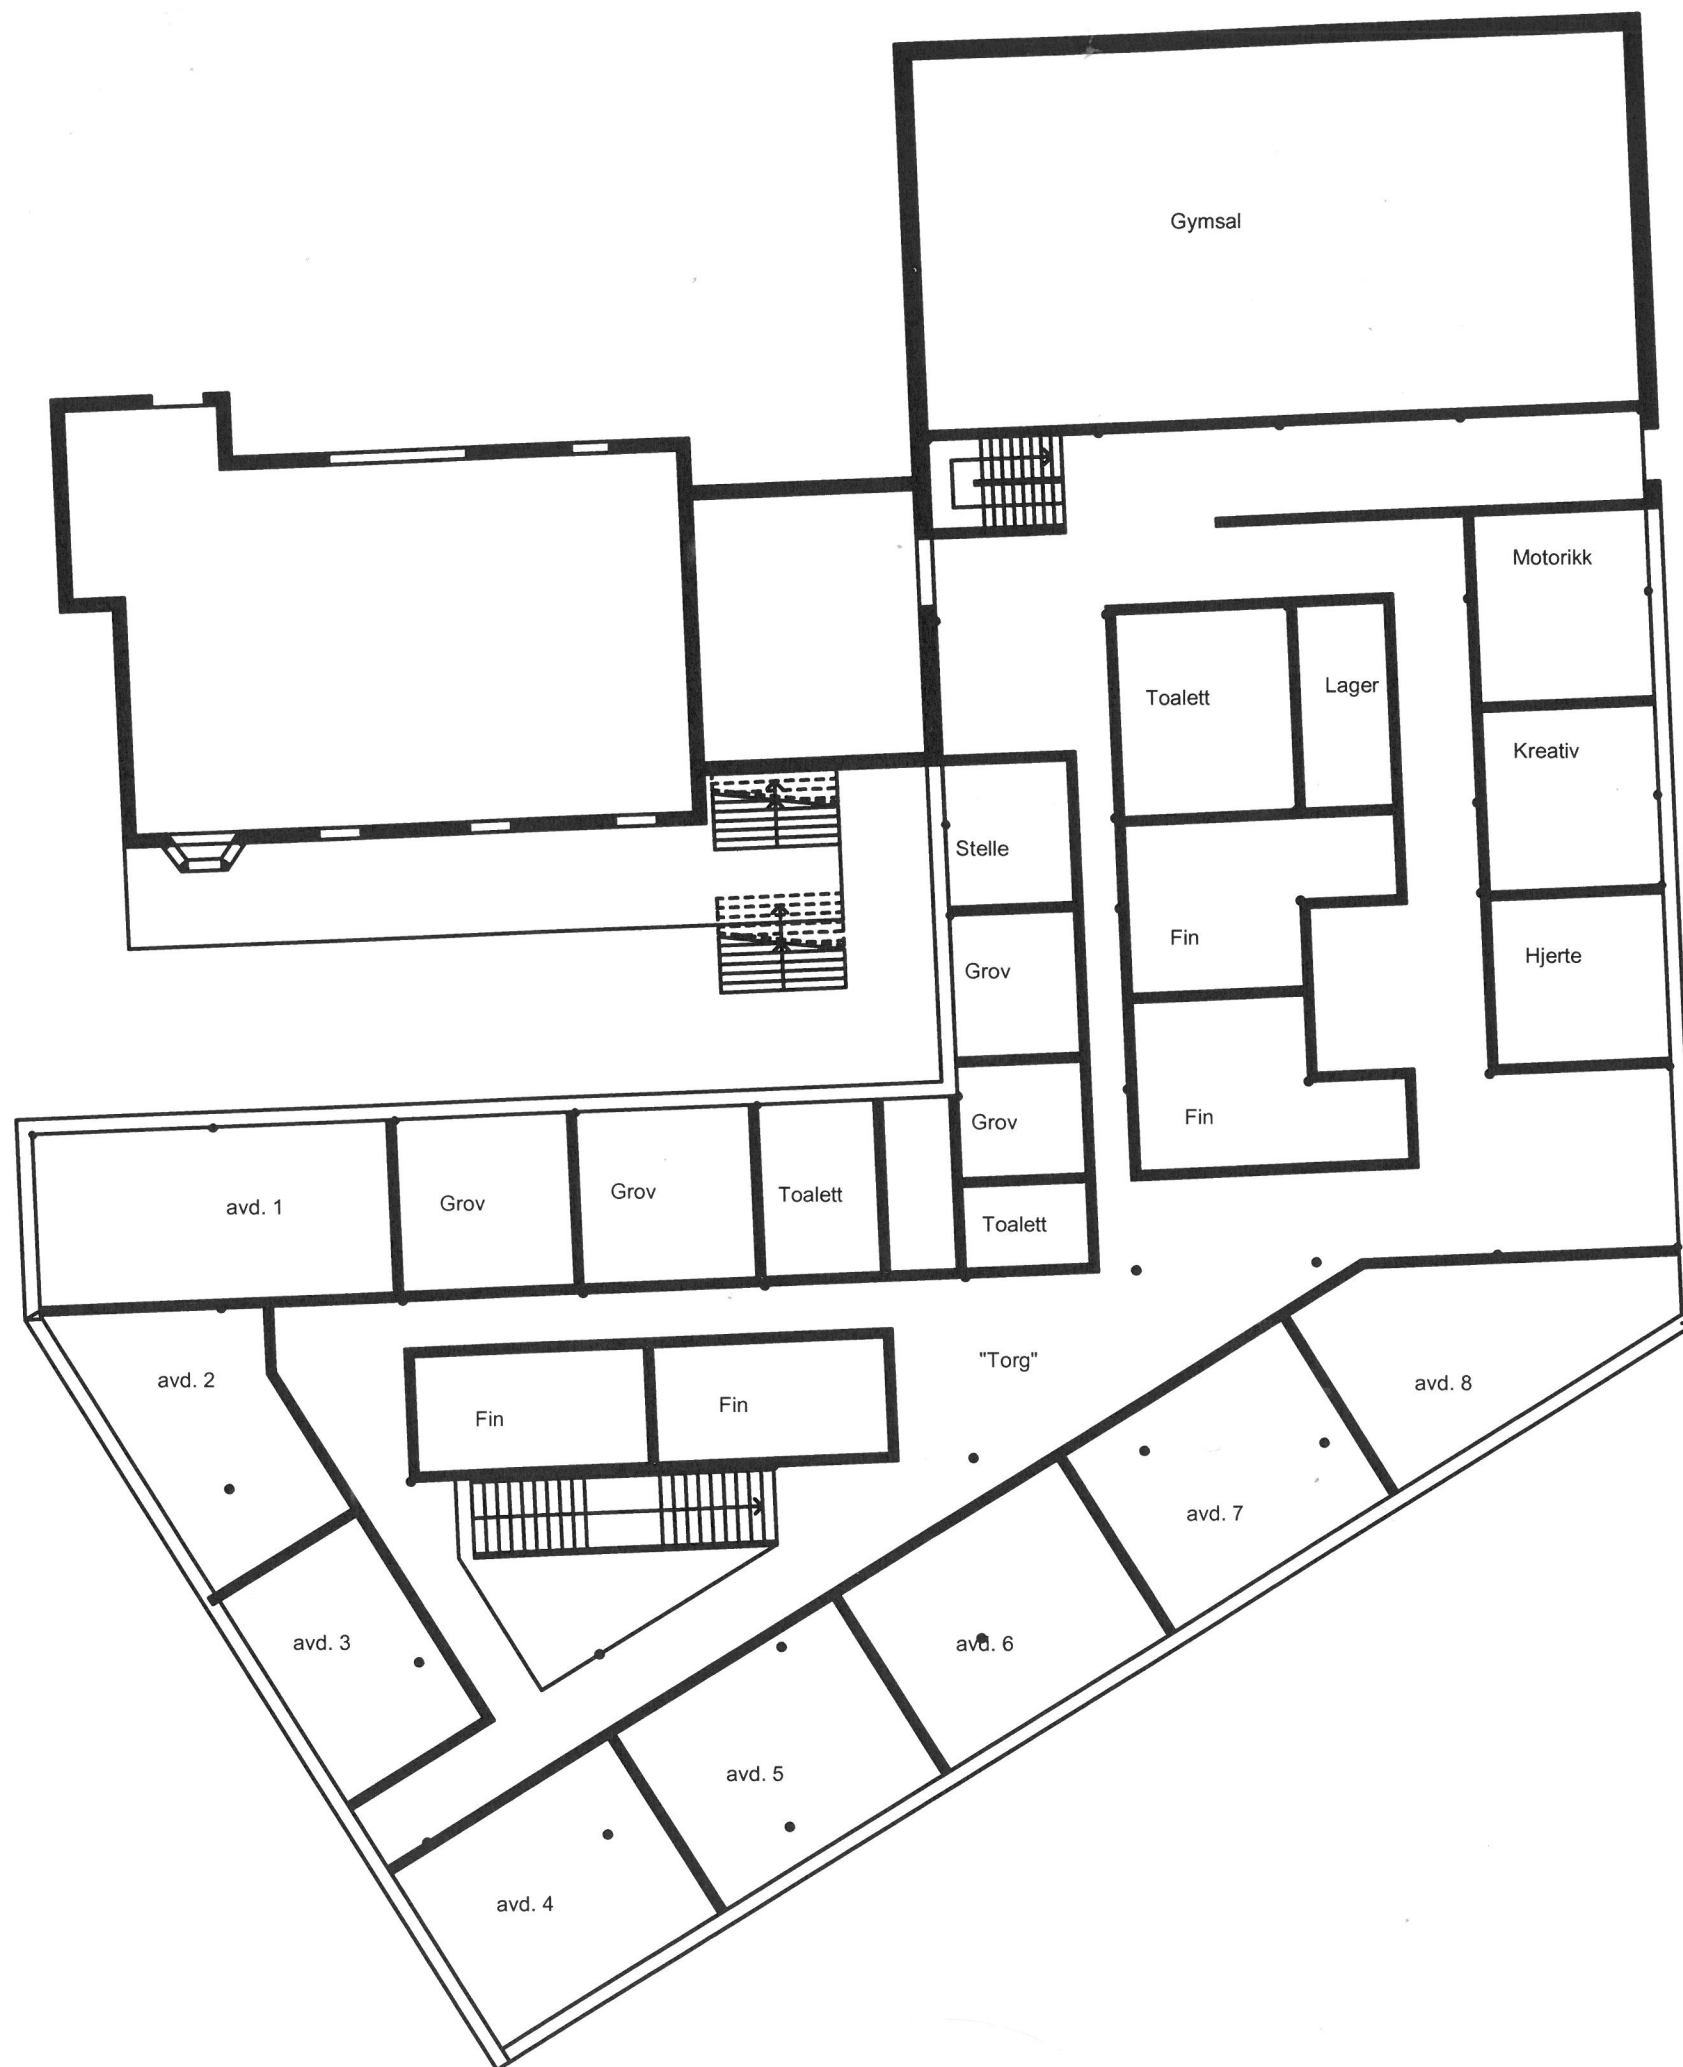 Gymsal
Motorikk
Lager
Toalett
Kreativ
Stelle
Fin
Hjerte
Grov
Fin
Grov
avd. 1
Grov
Grov
Toalett
Toalett
"Torg"
avd. 2
avd. 8
Fin
Fin
avd. 7
avd. 3
avd. 6
avd. 5
avd. 4